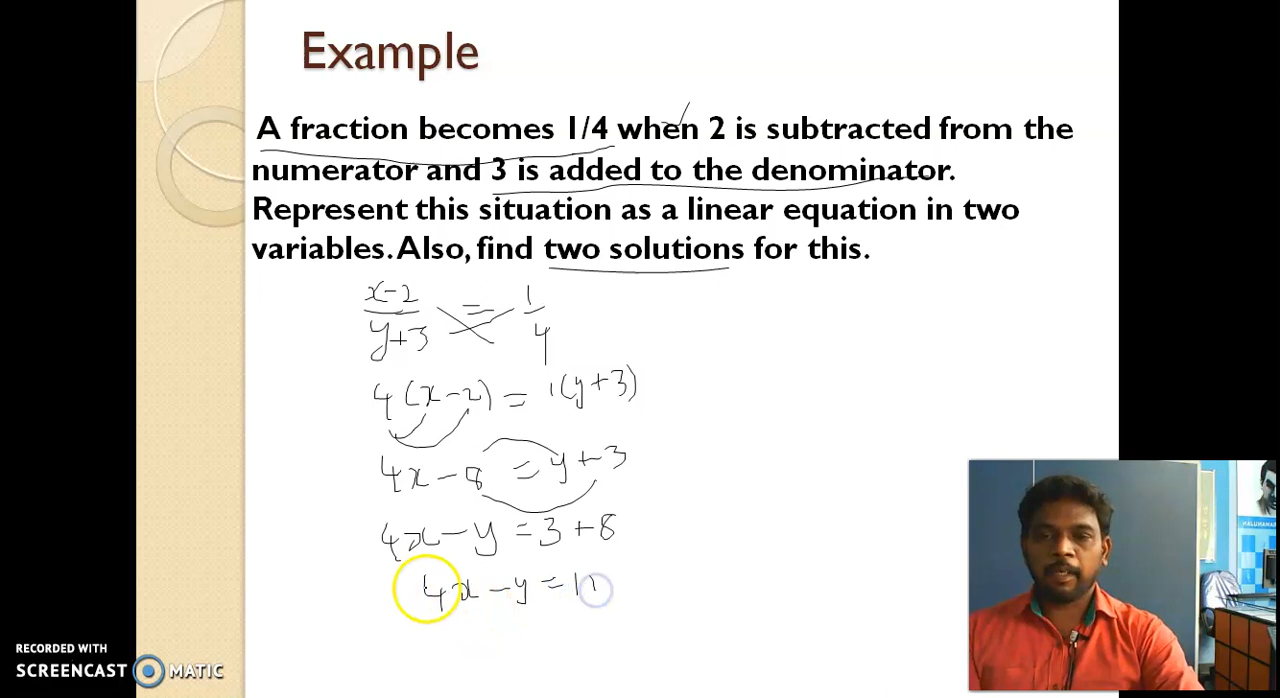 Example
A fraction becomes 1/4 when 2 is subtracted from the
numerator and 3 is added to the denominator.
Represent this situation as a linear equation in two
variables. Also, find two solutions for this.
x-2 / y+3 = 1 / 4
4(x-2) = 1(y+3)
4x-8 = y+3
4x-y = 3+8
4x-y = 11
RECORDED WITH
SCREENCAST MATIC